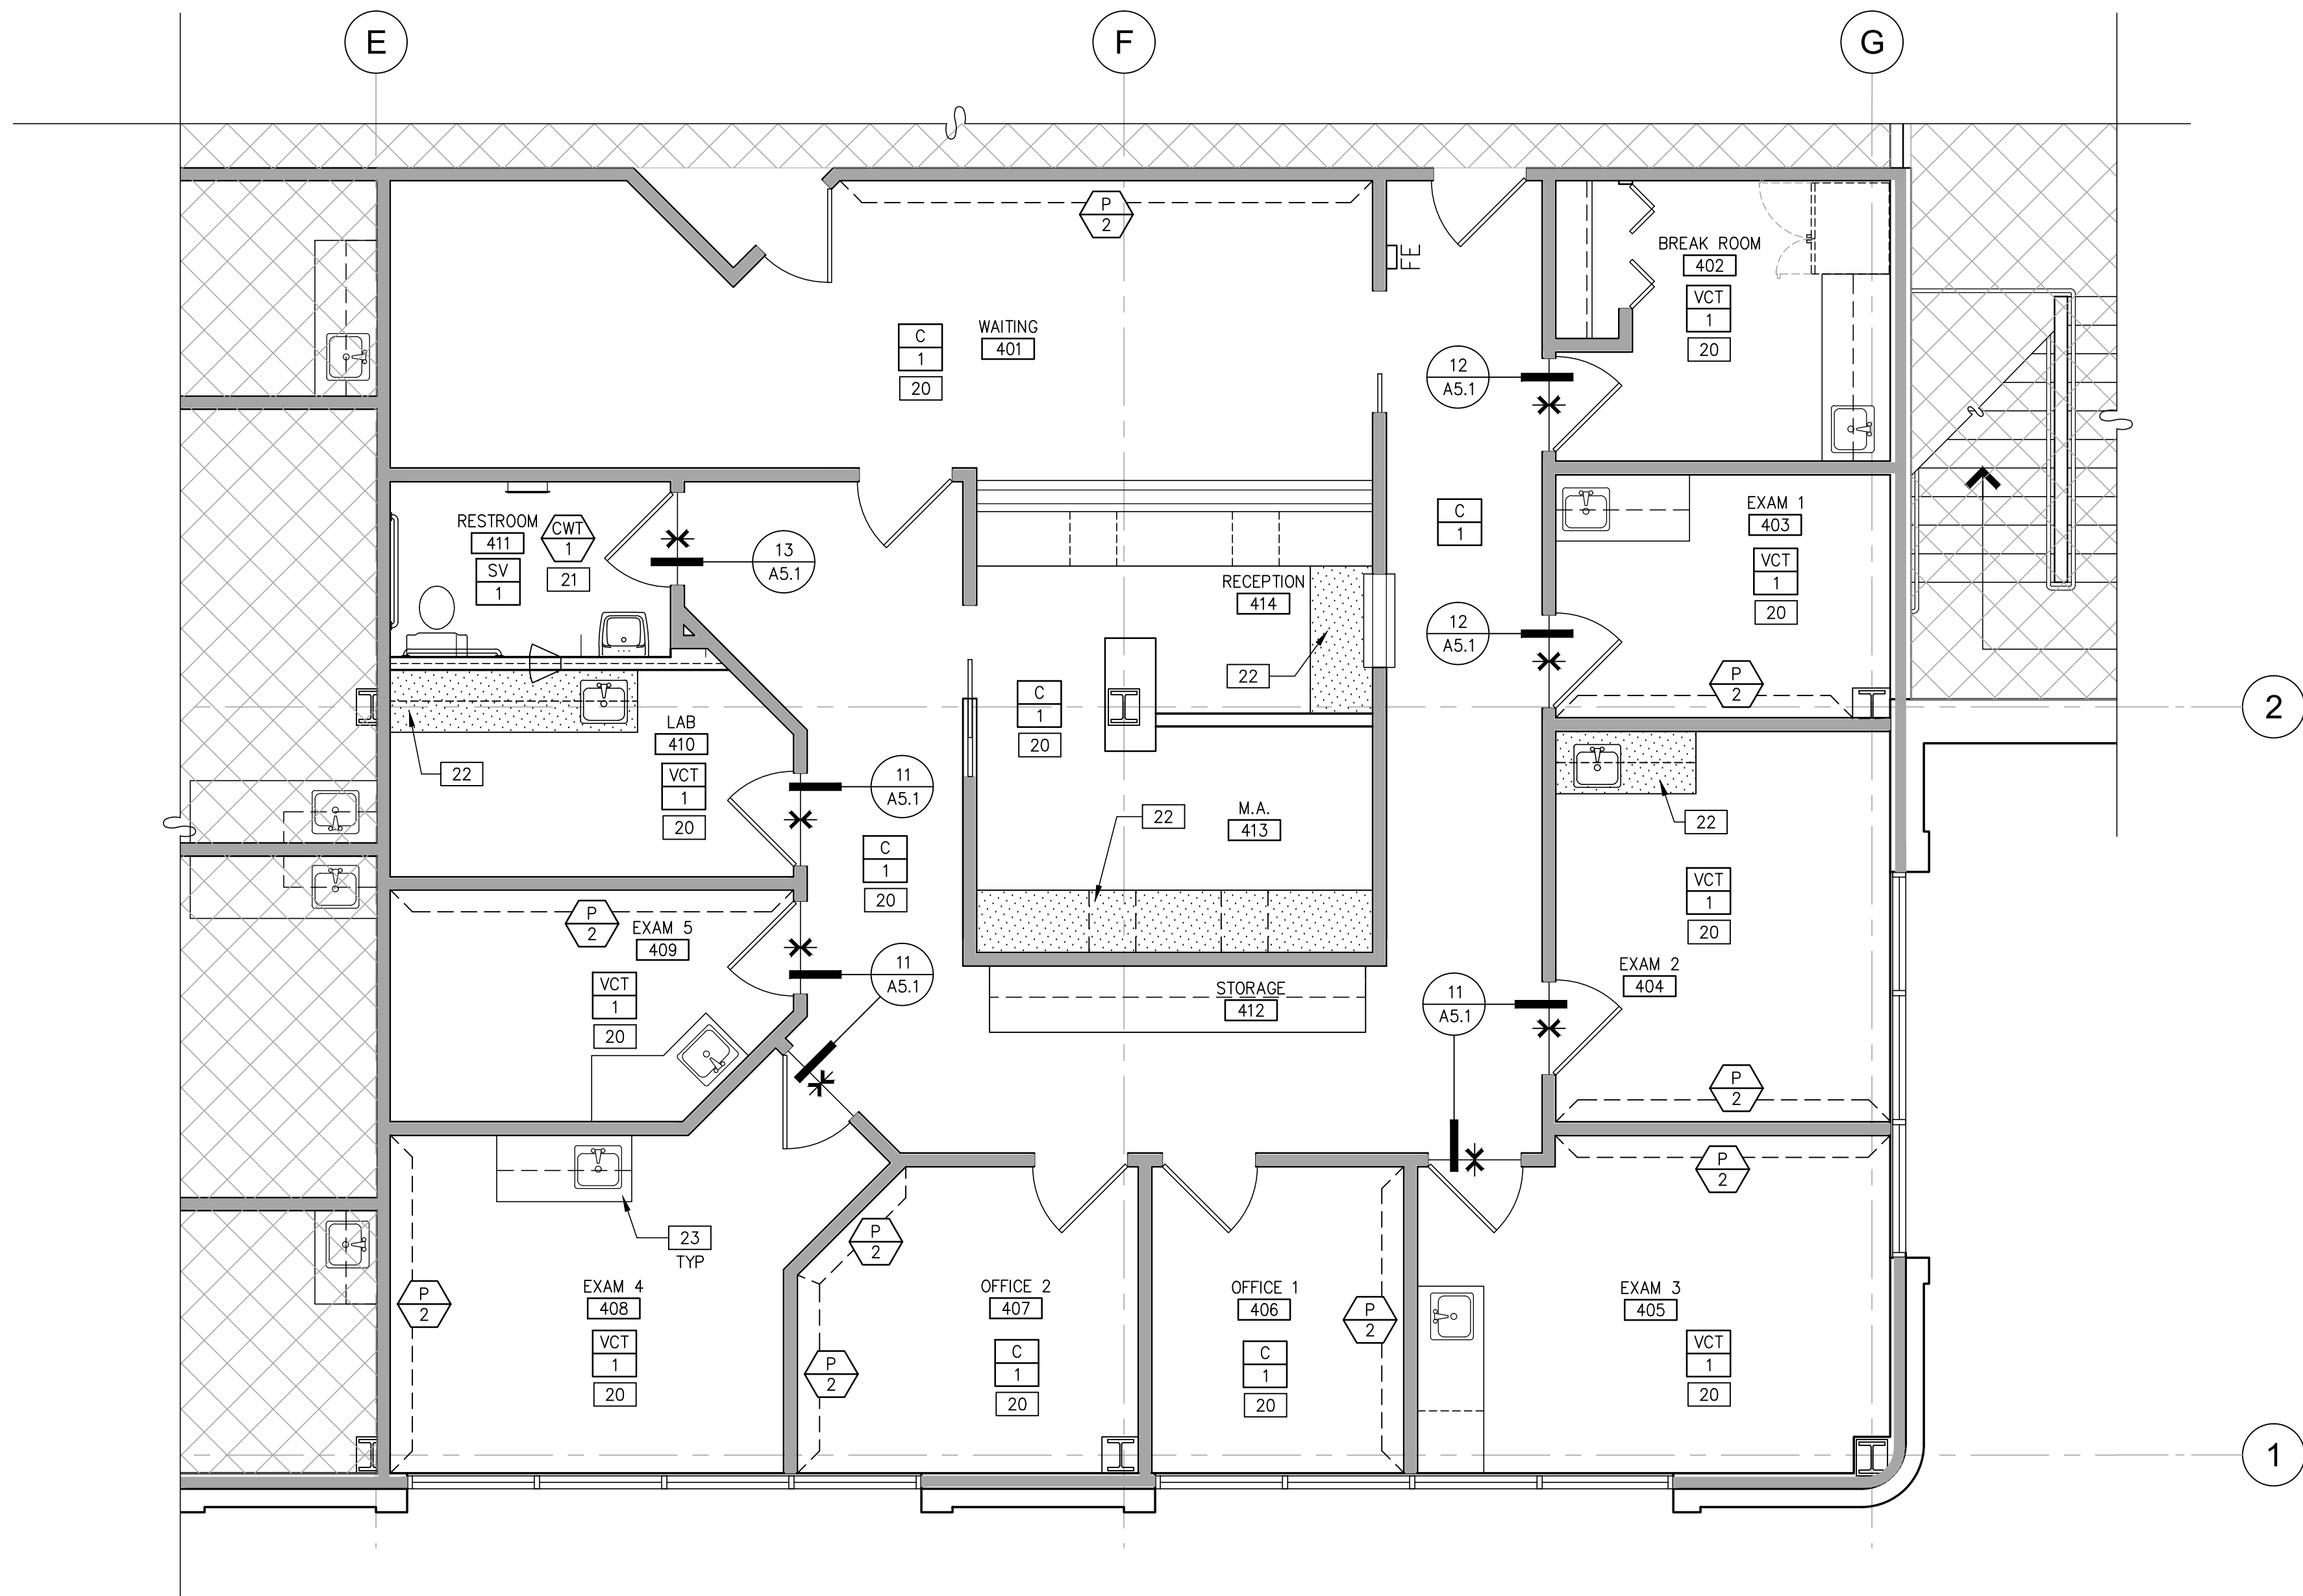 E
F
G
P
2
FE
BREAK ROOM
402
VCT
1
20
WAITING
401
C
1
20
12
A5.1
RESTROOM
411
CWT
1
SV
1
21
13
A5.1
C
1
EXAM 1
403
VCT
1
20
RECEPTION
414
12
A5.1
22
P
2
C
1
20
2
LAB
410
VCT
1
20
22
11
A5.1
M.A.
413
22
22
C
1
20
VCT
1
20
P
2
EXAM 5
409
VCT
1
20
11
A5.1
STORAGE
412
EXAM 2
404
11
A5.1
P
2
P
2
23
TYP
P
2
EXAM 4
408
VCT
1
20
P
2
P
2
OFFICE 2
407
C
1
20
OFFICE 1
406
C
1
20
P
2
EXAM 3
405
VCT
1
20
1